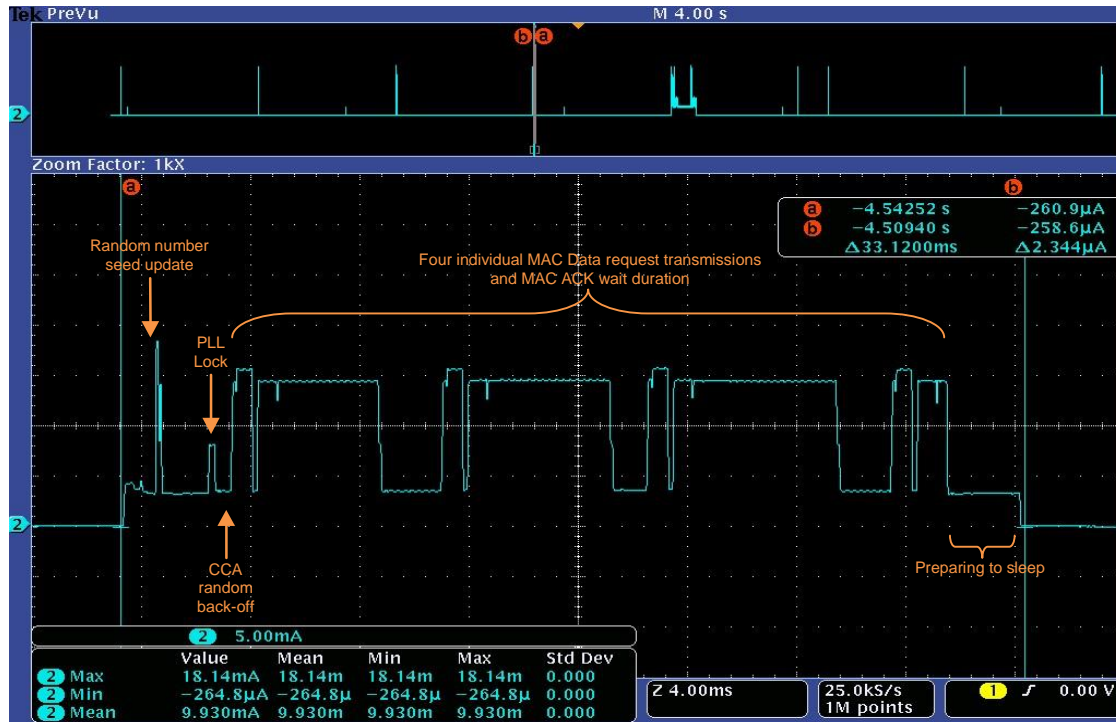 Tek PreVu M 4.00 s
b a
2
Zoom Factor: 1kX
a b
a −4.54252 s −260.9µA
b −4.50940 s −258.6µA
Δ33.1200ms Δ2.344µA
Random number
seed update
Four individual MAC Data request transmissions
and MAC ACK wait duration
PLL
Lock
2
CCA
random
back-off
Preparing to sleep
2 5.00mA
Value Mean Min Max Std Dev
2 Max 18.14mA 18.14m 18.14m 18.14m 0.000
2 Min −264.8µA −264.8µ −264.8µ −264.8µ 0.000
2 Mean 9.930mA 9.930m 9.930m 9.930m 0.000
Z 4.00ms
25.0kS/s
1M points
1 0.00 V